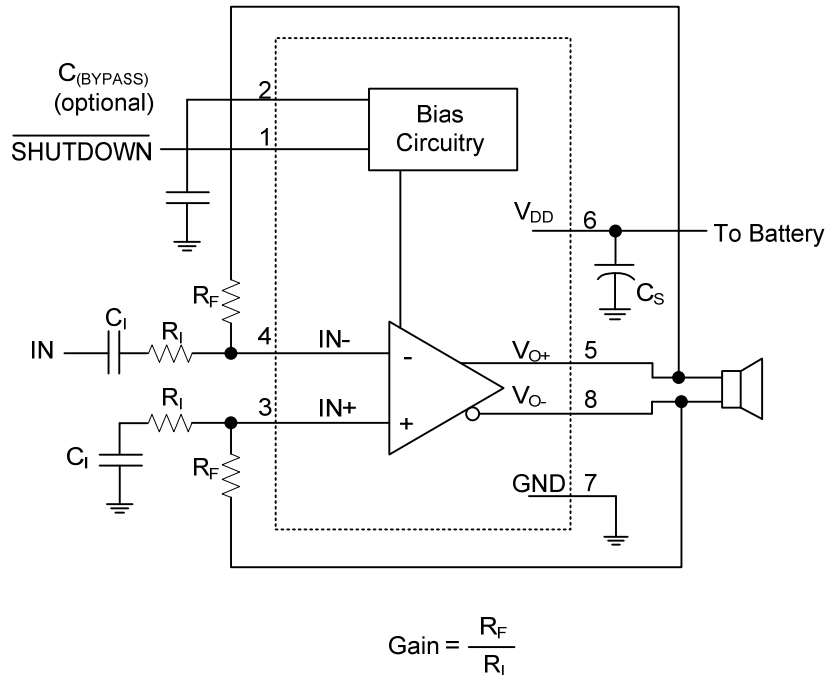 C(BYPASS)
(optional)
2
Bias
Circuitry
SHUTDOWN
1
VDD
6
To Battery
CS
RF
CI
RI
4
IN-
IN
-
VO+
5
RI
3
IN+
+
VO-
8
CI
RF
GND
7
Gain = RF
RI